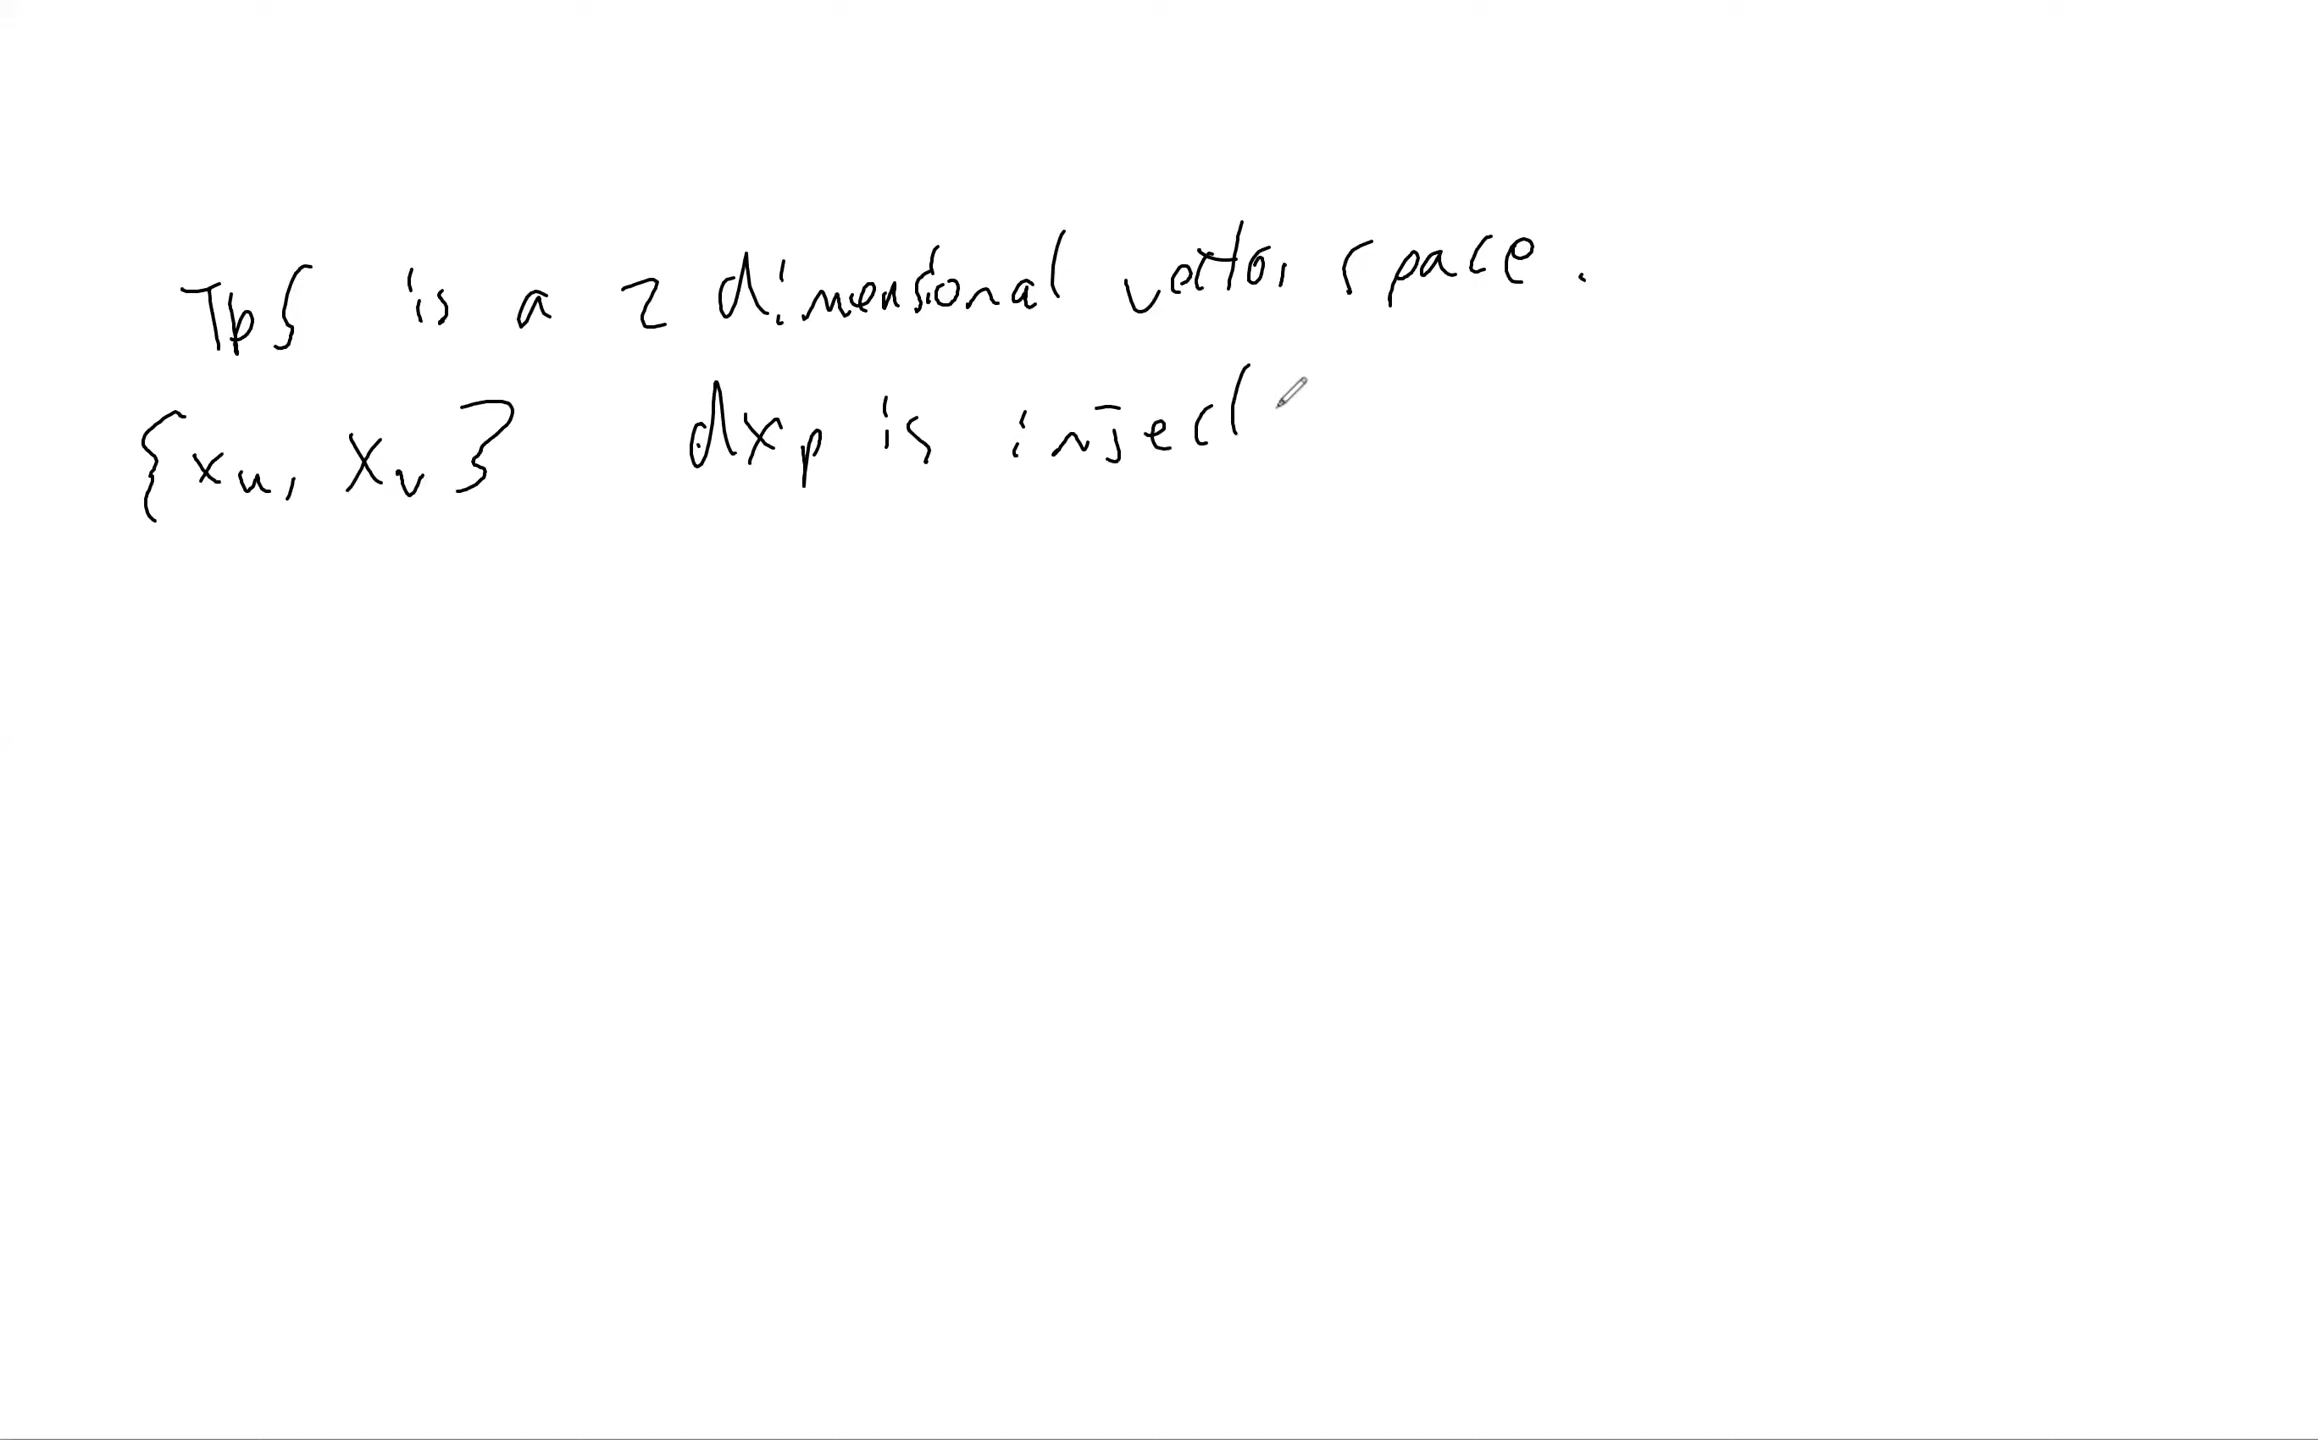 TpS is a 2 dimensional vector space.
{xu, xv} dxp is inject